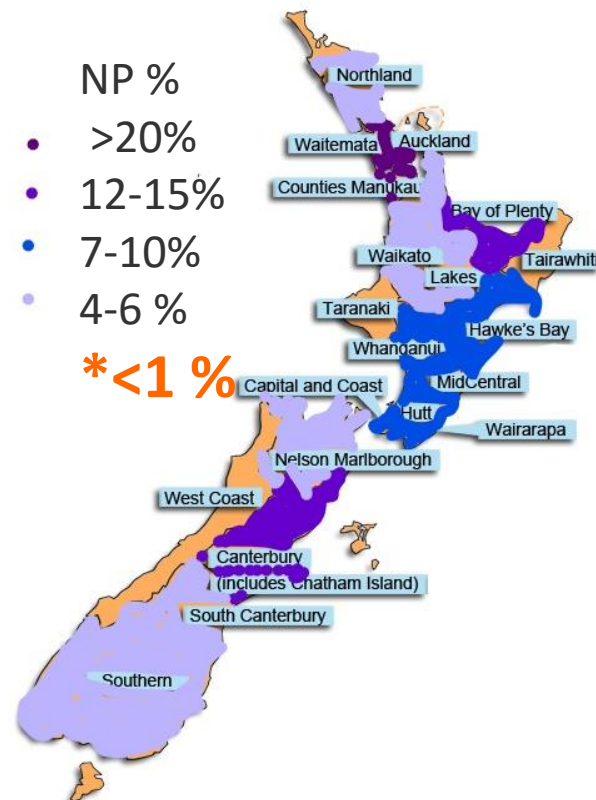 NP %
>20%
12-15%
7-10%
4-6 %
*<1 %
Northland
Waitemata
Auckland
Counties Manukau
Bay of Plenty
Waikato
Tairawhiti
Lakes
Taranaki
Hawke's Bay
Whanganui
MidCentral
Capital and Coast
Hutt
Wairarapa
Nelson Marlborough
West Coast
Canterbury
(includes Chatham Island)
South Canterbury
Southern